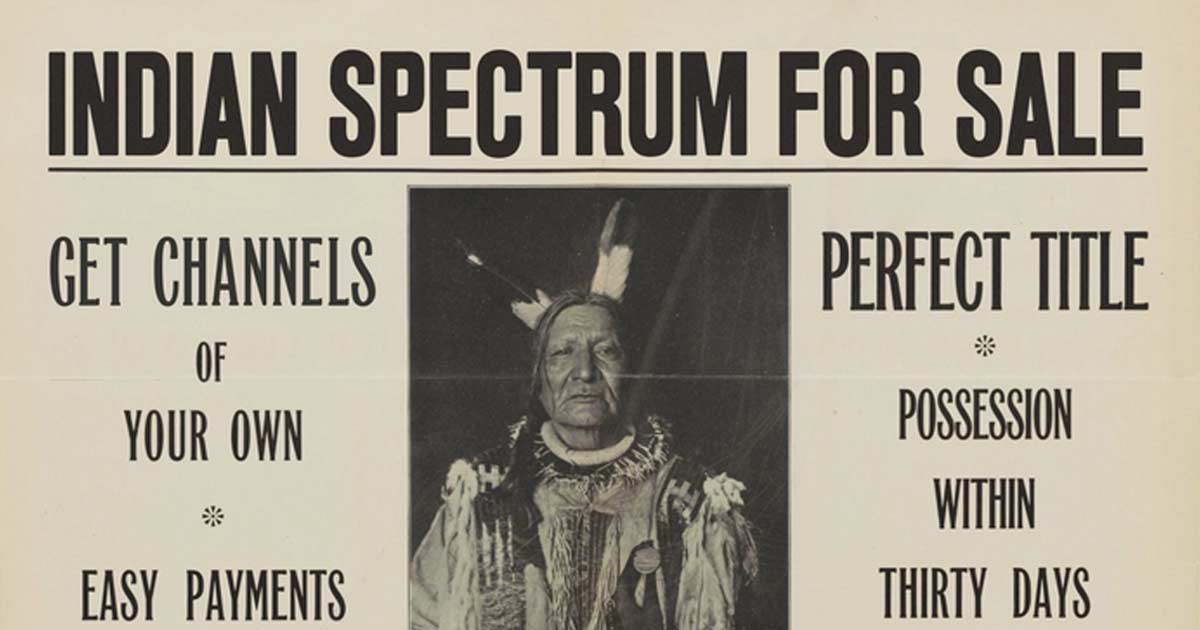 INDIAN SPECTRUM FOR SALE
GET CHANNELS
OF
YOUR OWN
EASY PAYMENTS
PERFECT TITLE
POSSESSION
WITHIN
THIRTY DAYS